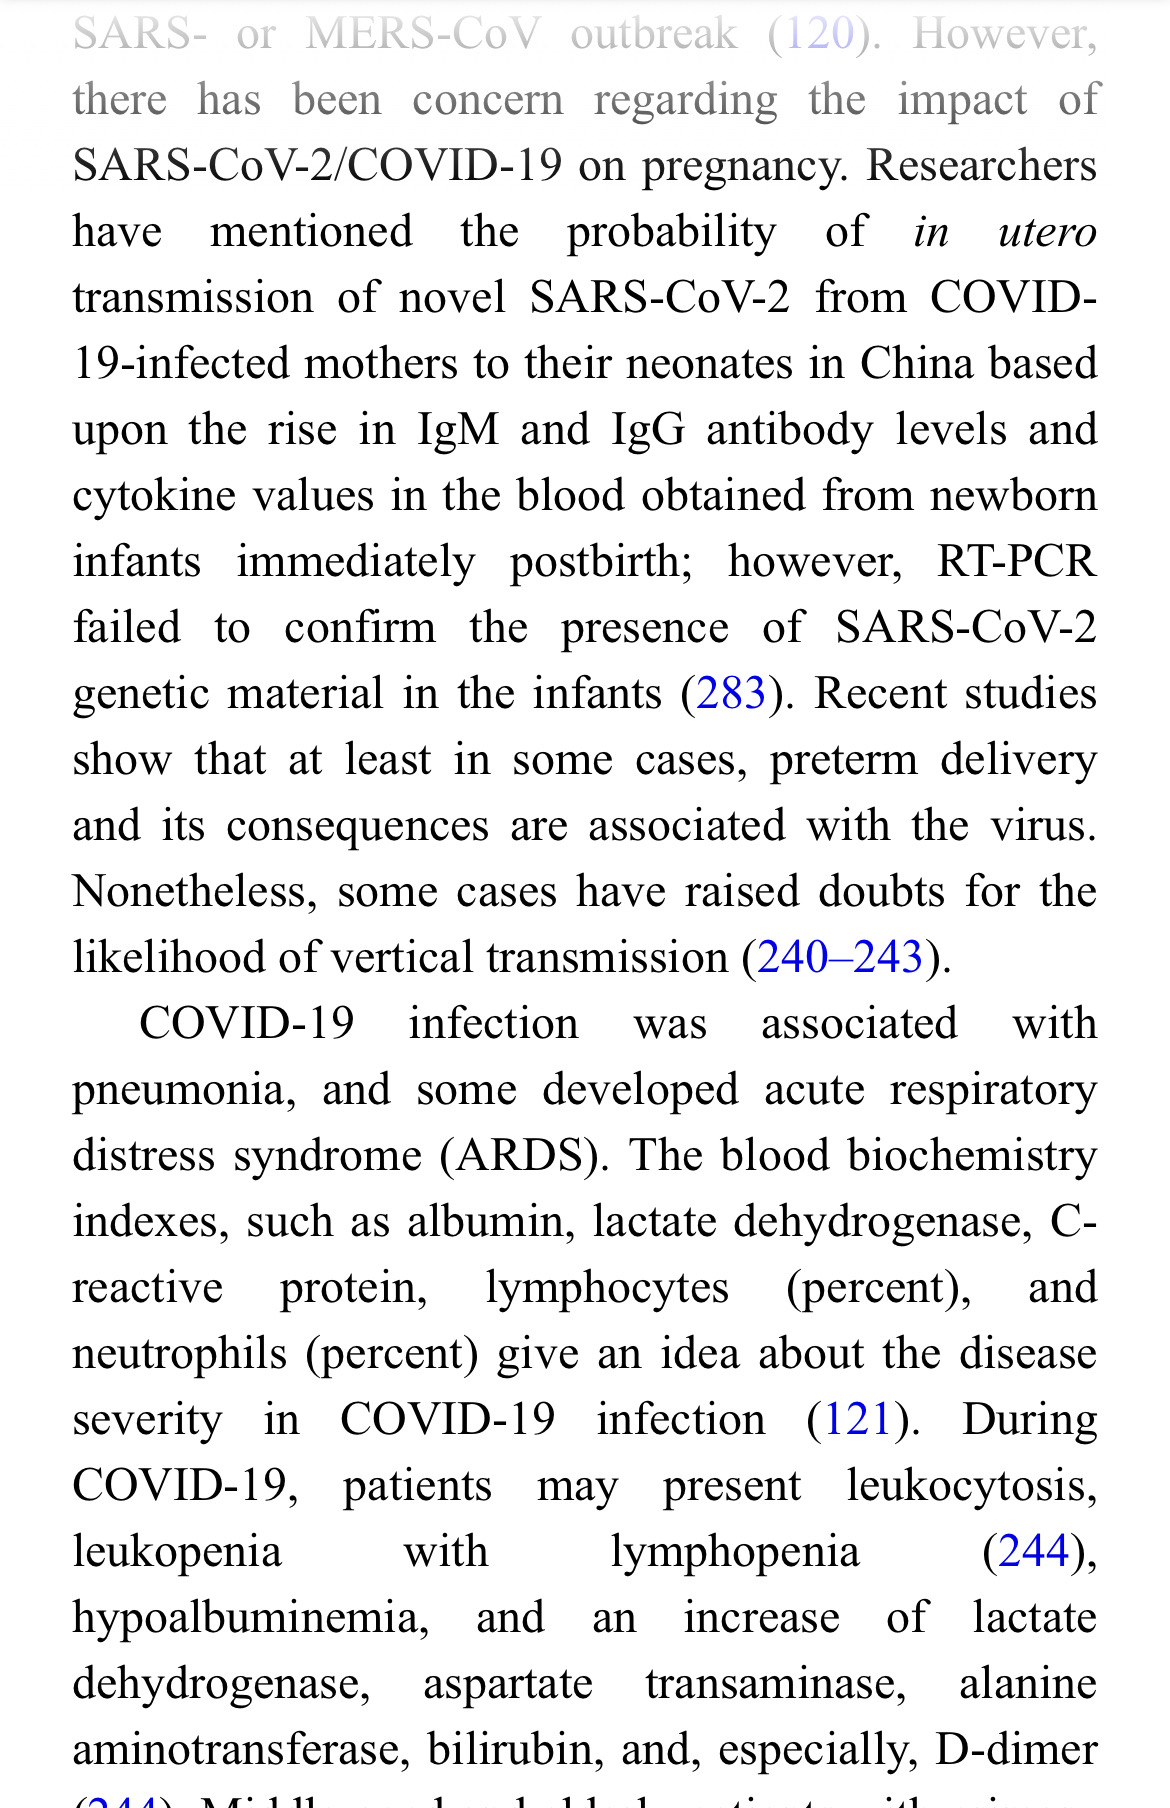 SARS- or MERS-CoV outbreak (120). However,
there has been concern regarding the impact of
SARS-CoV-2/COVID-19 on pregnancy. Researchers
have mentioned the probability of in utero
transmission of novel SARS-CoV-2 from COVID-
19-infected mothers to their neonates in China based
upon the rise in IgM and IgG antibody levels and
cytokine values in the blood obtained from newborn
infants immediately postbirth; however, RT-PCR
failed to confirm the presence of SARS-CoV-2
genetic material in the infants (283). Recent studies
show that at least in some cases, preterm delivery
and its consequences are associated with the virus.
Nonetheless, some cases have raised doubts for the
likelihood of vertical transmission (240–243).
COVID-19 infection was associated with
pneumonia, and some developed acute respiratory
distress syndrome (ARDS). The blood biochemistry
indexes, such as albumin, lactate dehydrogenase, C-
reactive protein, lymphocytes (percent), and
neutrophils (percent) give an idea about the disease
severity in COVID-19 infection (121). During
COVID-19, patients may present leukocytosis,
leukopenia with lymphopenia (244),
hypoalbuminemia, and an increase of lactate
dehydrogenase, aspartate transaminase, alanine
aminotransferase, bilirubin, and, especially, D-dimer
(244).